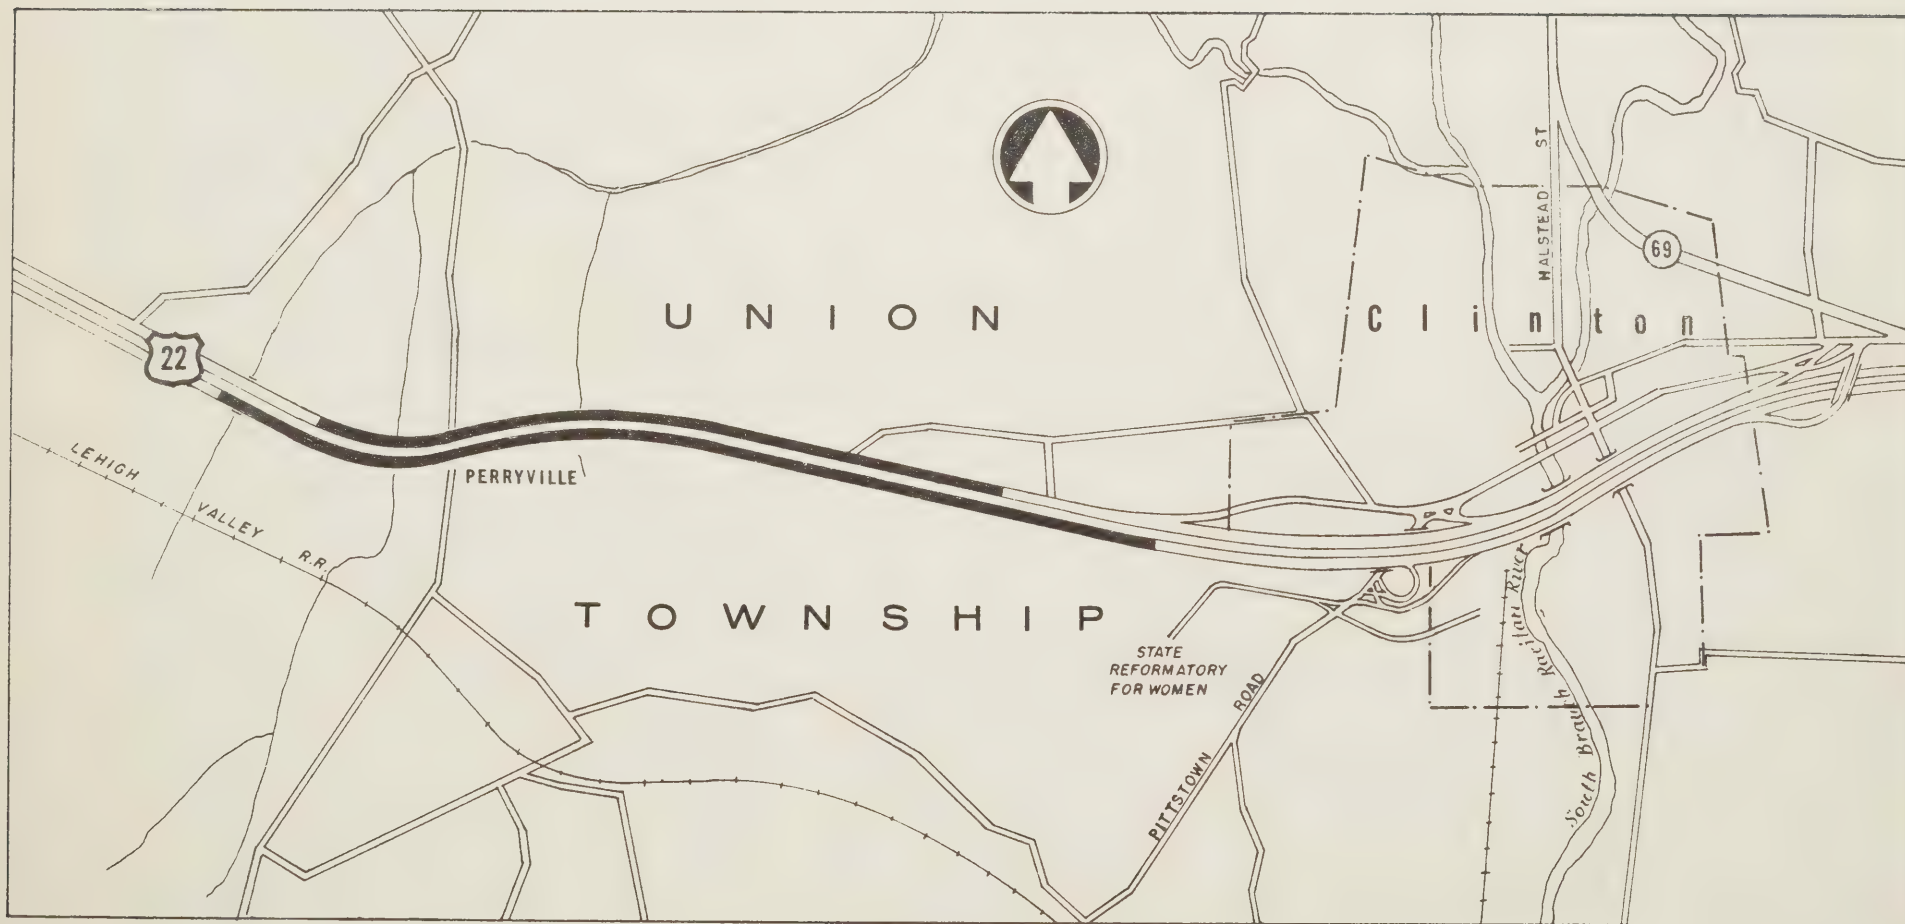 HALSTEAD ST
69
UNION
Clinton
22
LEHIGH VALLEY R.R.
PERRYVILLE
TOWNSHIP
STATE
REFORMATORY
FOR WOMEN
PITTSTOWN ROAD
South Branch Raritan River